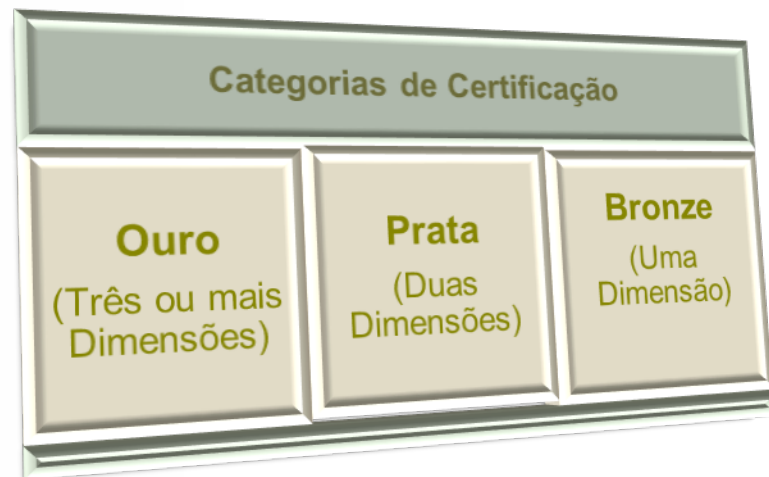 Categorias de Certificação
Ouro
(Três ou mais
Dimensões)
Prata
(Duas
Dimensões)
Bronze
(Uma
Dimensão)